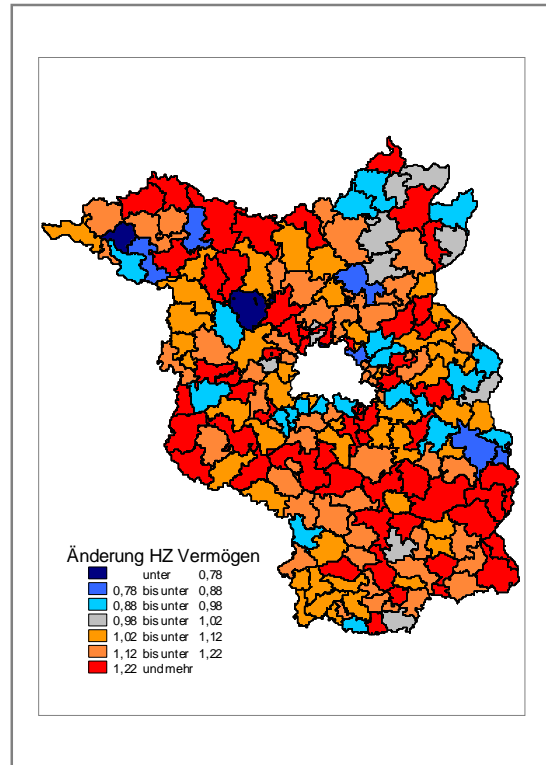 Änderung HZ Vermögen
unter 0,78
0,78 bis unter 0,88
0,88 bis unter 0,98
0,98 bis unter 1,02
1,02 bis unter 1,12
1,12 bis unter 1,22
1,22 und mehr